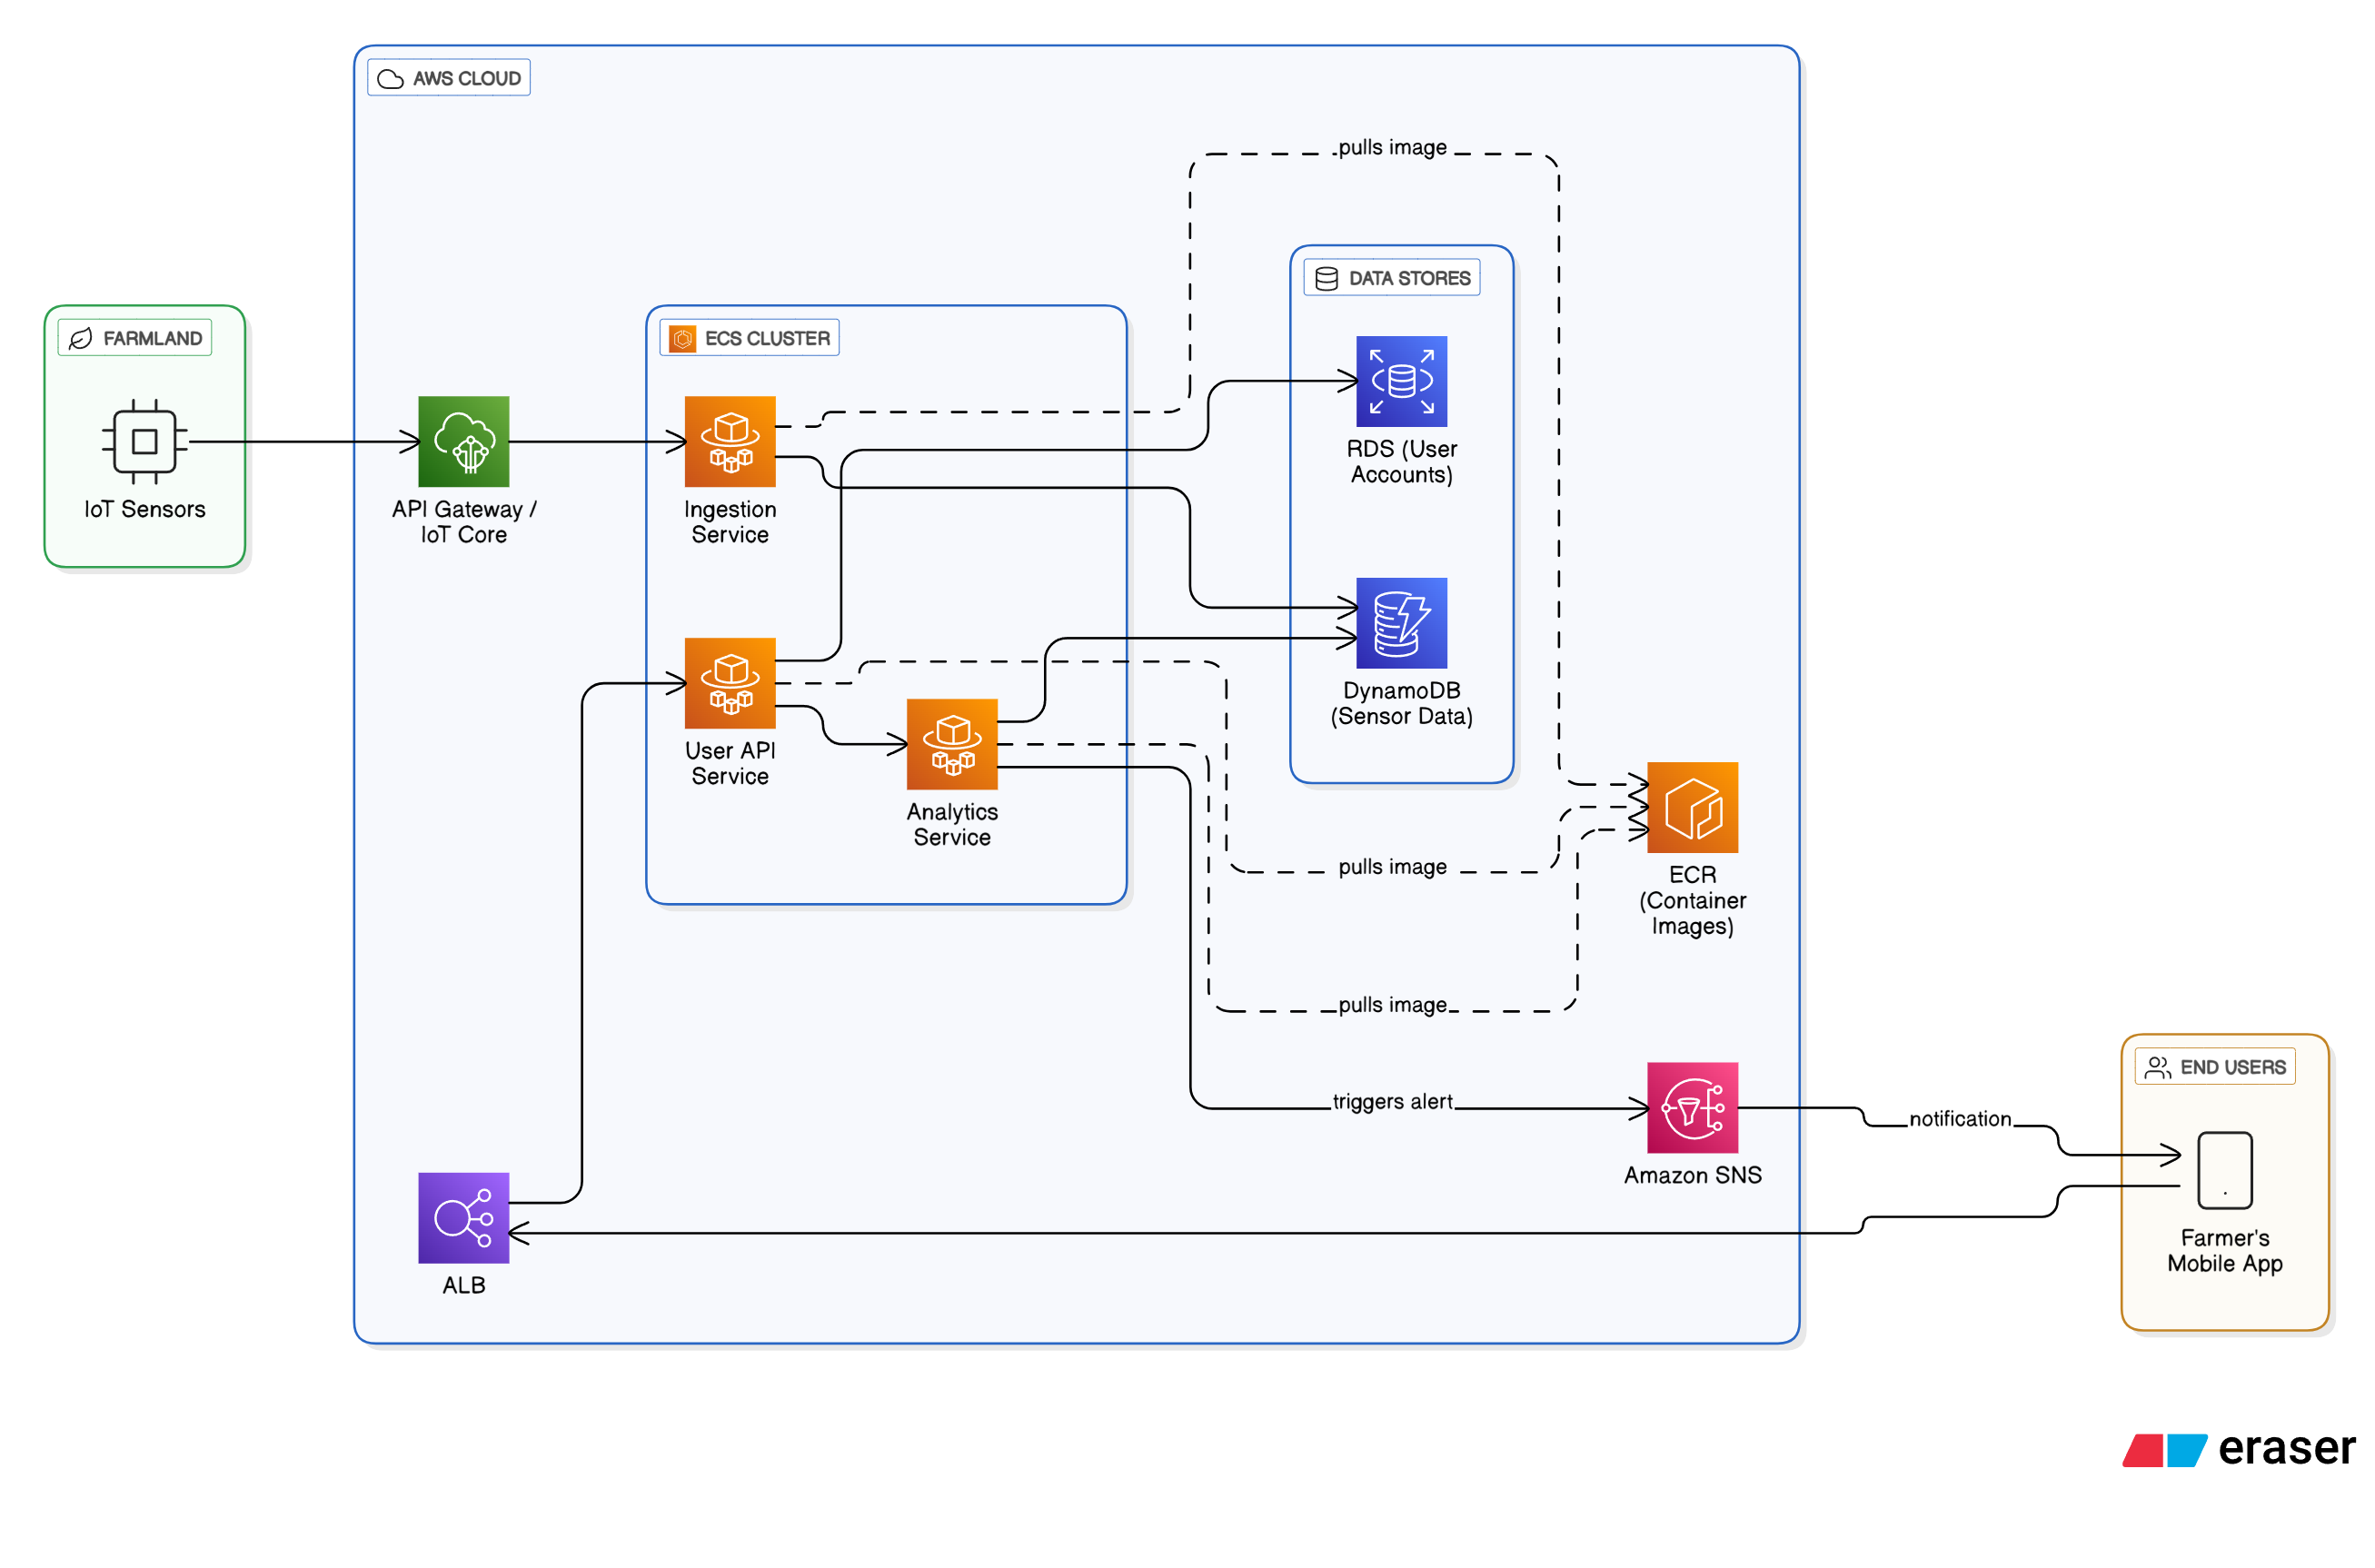 AWS CLOUD
pulls image
DATA STORES
FARMLAND
ECS CLUSTER
RDS (User
Accounts)
IoT Sensors
API Gateway /
IoT Core
Ingestion
Service
DynamoDB
(Sensor Data)
User API
Service
Analytics
Service
pulls image
ECR
(Container
Images)
pulls image
END USERS
triggers alert
notification
Amazon SNS
Farmer's
Mobile App
ALB
eraser